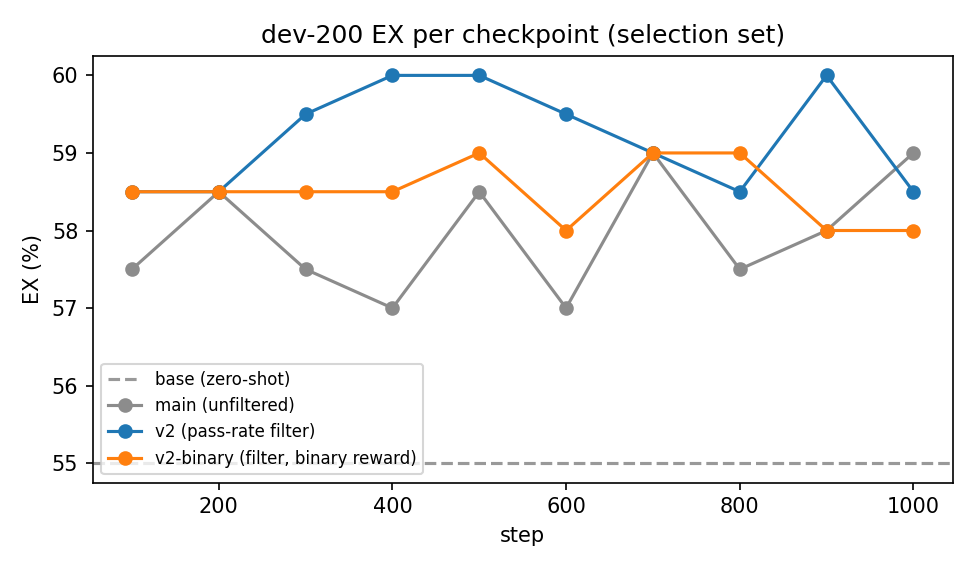 dev-200 EX per checkpoint (selection set)
EX (%)
60
59
58
57
56
55
base (zero-shot)
main (unfiltered)
v2 (pass-rate filter)
v2-binary (filter, binary reward)
200
400
600
800
1000
step